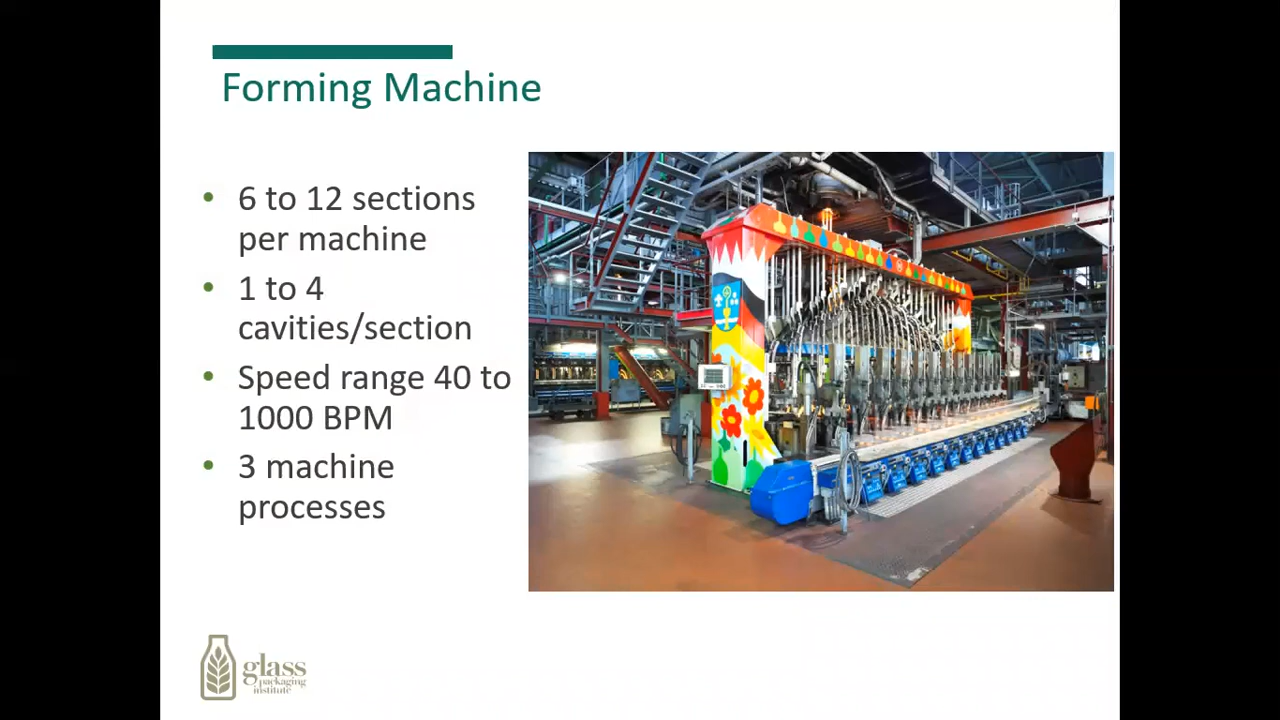 Forming Machine
• 6 to 12 sections
per machine
• 1 to 4
cavities/section
• Speed range 40 to
1000 BPM
• 3 machine
processes
glass
packaging
institute